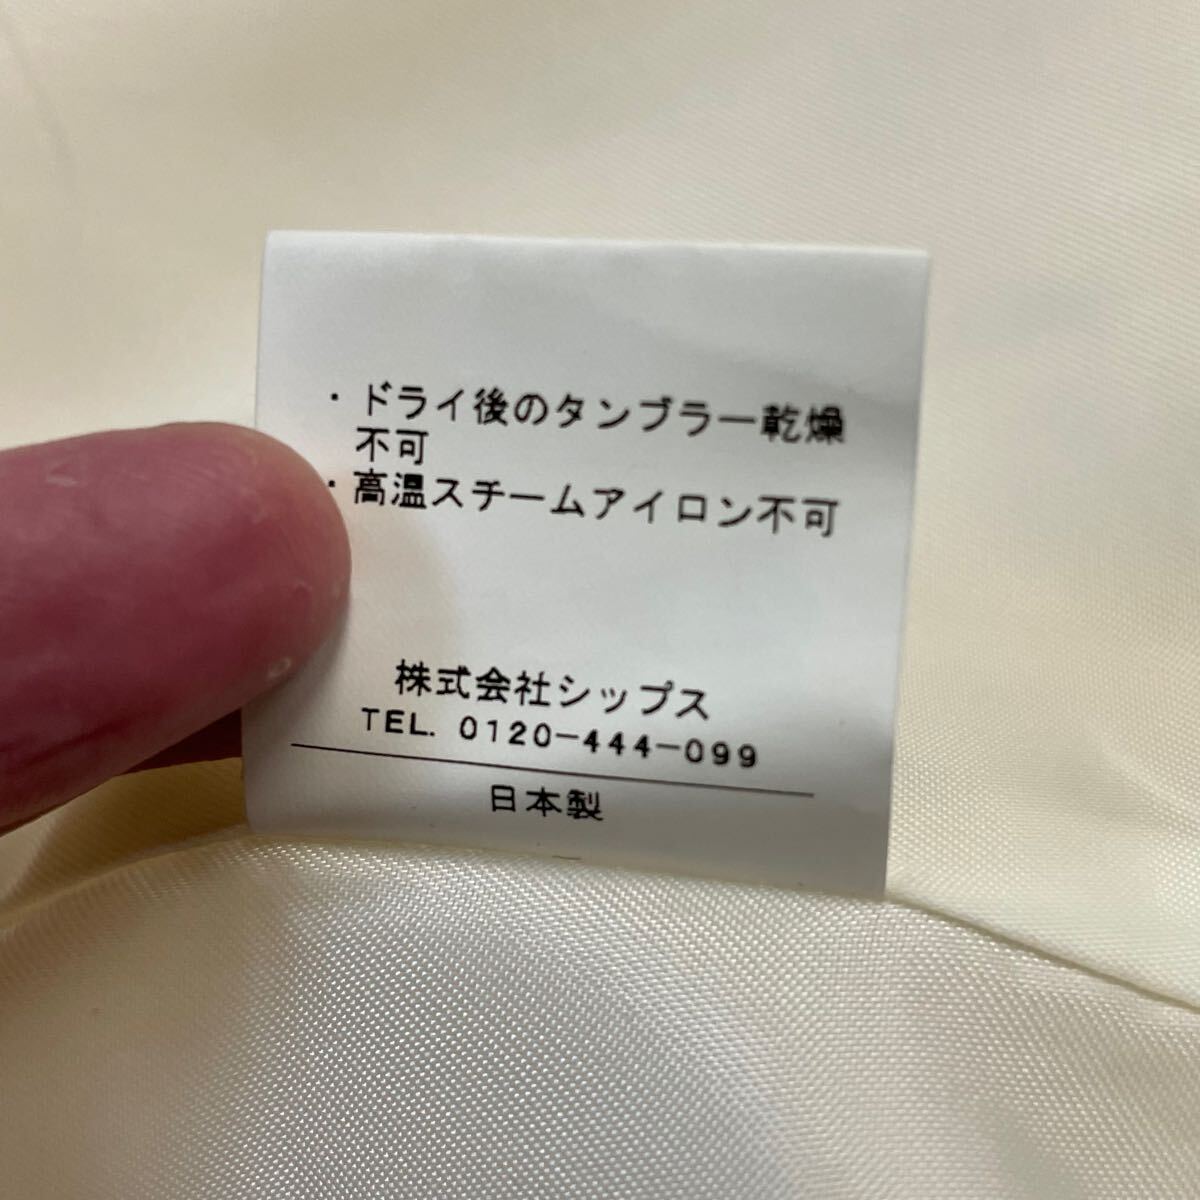 ・ドライ後のタンブラー乾燥
不可
・高温スチームアイロン不可
株式会社シップス
TEL. 0120-444-099
日本製